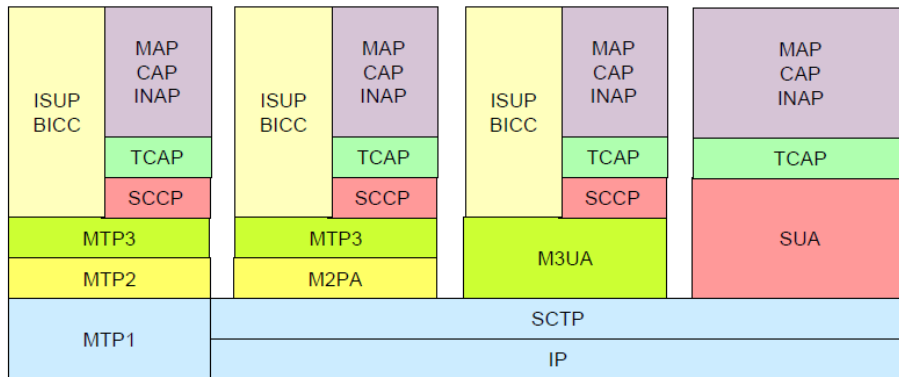 ISUP
BICC
MAP
CAP
INAP
TCAP
SCCP
MTP3
MTP2
MTP1
ISUP
BICC
MAP
CAP
INAP
TCAP
SCCP
MTP3
M2PA
ISUP
BICC
MAP
CAP
INAP
TCAP
SCCP
M3UA
MAP
CAP
INAP
TCAP
SUA
SCTP
IP